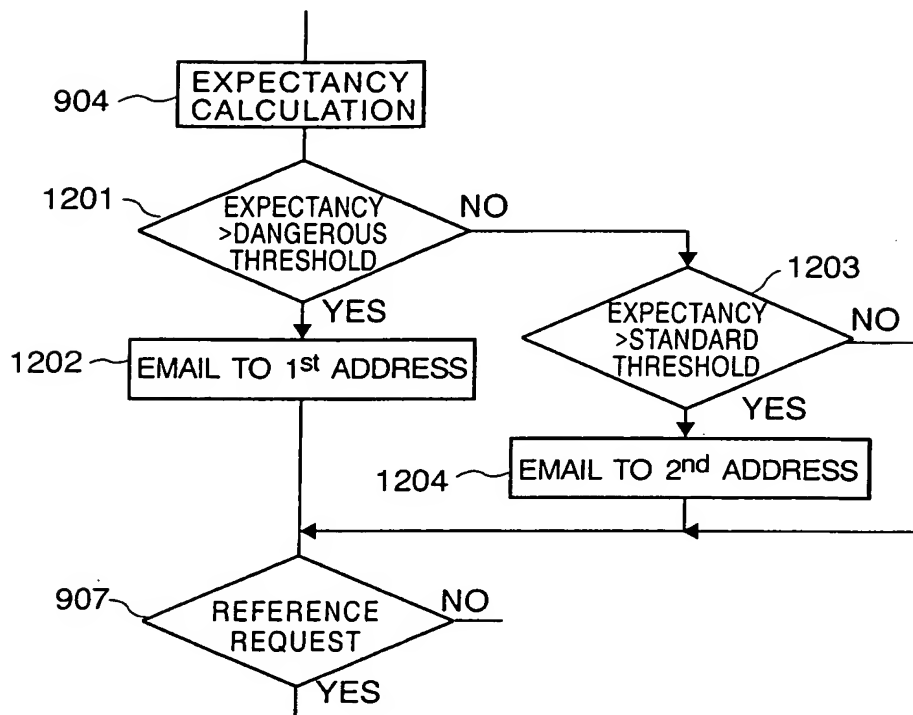 904
EXPECTANCY
CALCULATION
1201
EXPECTANCY
>DANGEROUS
THRESHOLD
NO
YES
1203
EXPECTANCY
>STANDARD
THRESHOLD
NO
YES
1202
EMAIL TO 1st ADDRESS
1204
EMAIL TO 2nd ADDRESS
907
REFERENCE
REQUEST
NO
YES